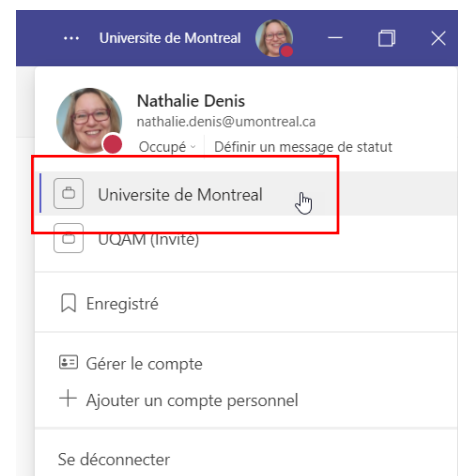 ... Universite de Montreal
Nathalie Denis
nathalie.denis@umontreal.ca
Occupé Définir un message de statut
Universite de Montreal
UQAM (Invité)
Enregistré
Gérer le compte
Ajouter un compte personnel
Se déconnecter